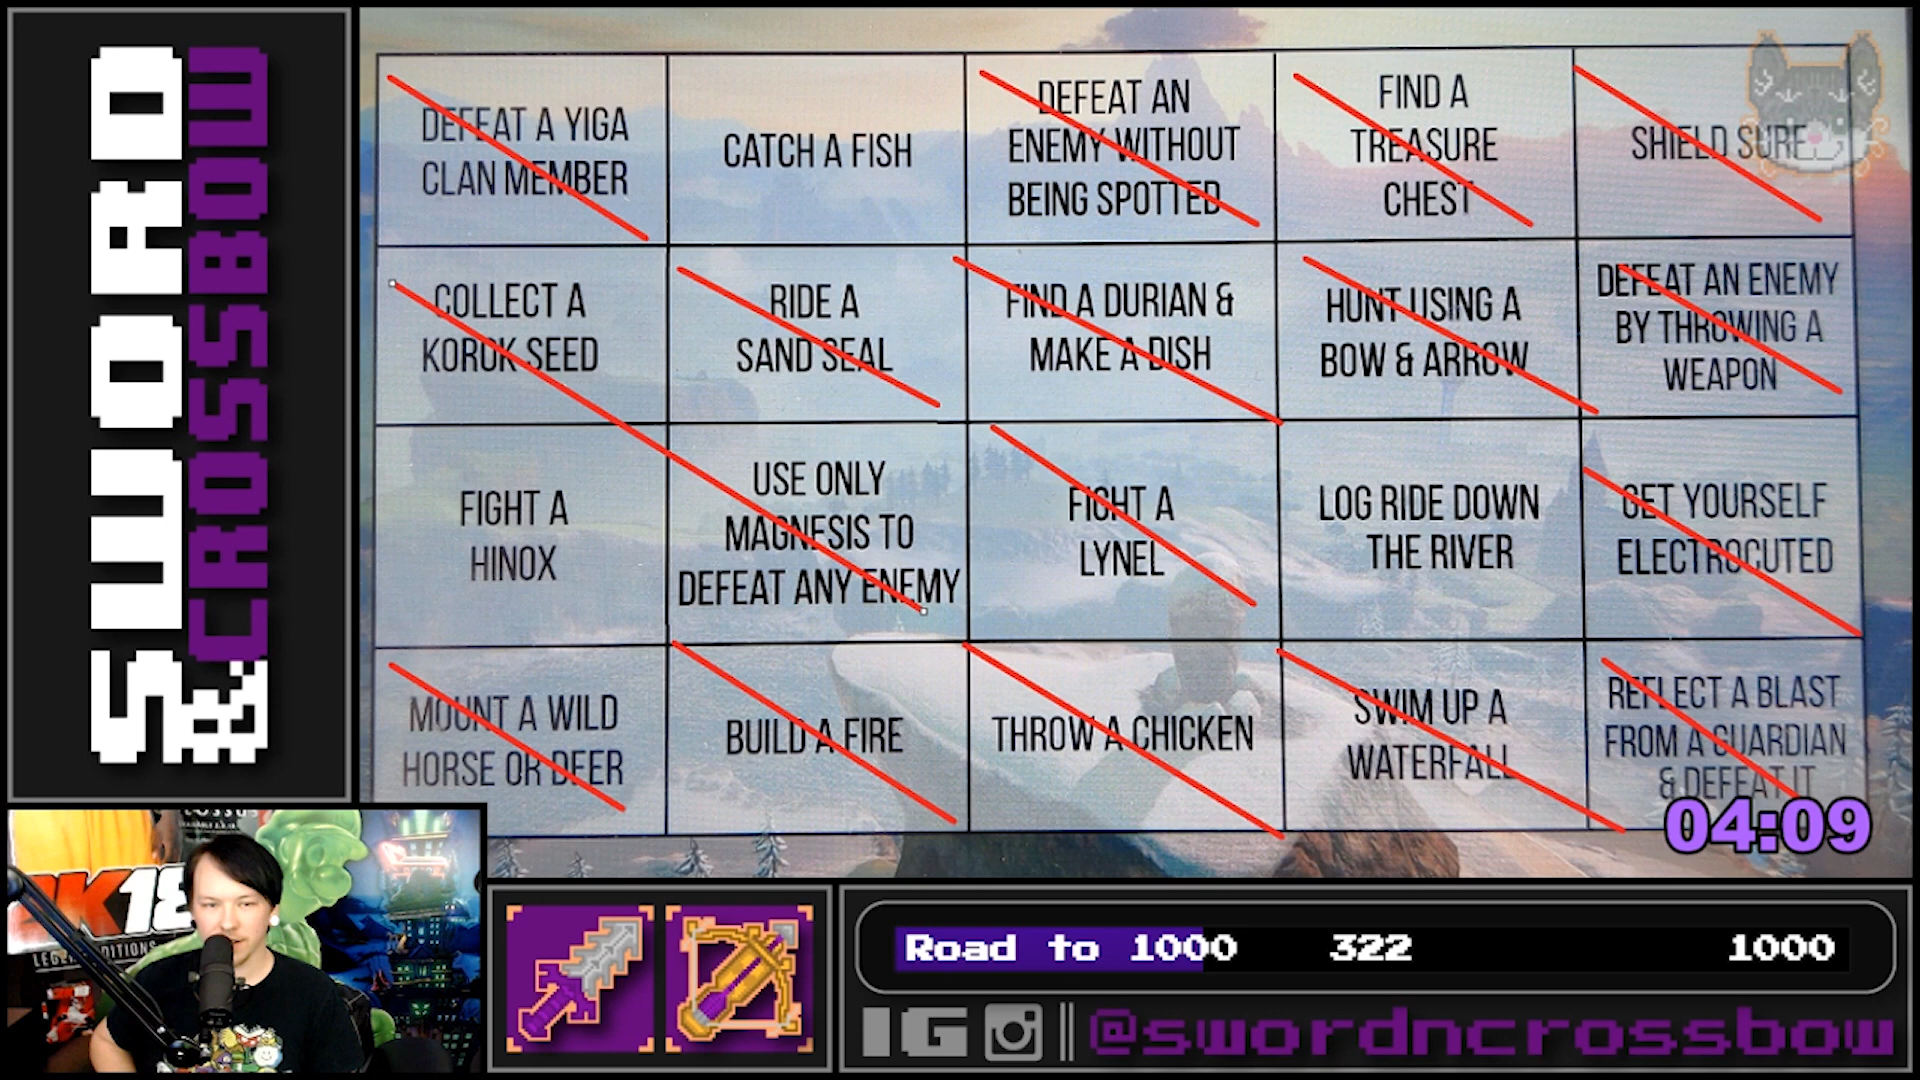 SWORD
& CROSSBOW
DEFEAT A YIGA
CLAN MEMBER
CATCH A FISH
DEFEAT AN
ENEMY WITHOUT
BEING SPOTTED
FIND A
TREASURE
CHEST
SHIELD SURF
COLLECT A
KORUK SEED
RIDE A
SAND SEAL
FIND A DURIAN &
MAKE A DISH
HUNT USING A
BOW & ARROW
DEFEAT AN ENEMY
BY THROWING A
WEAPON
FIGHT A
HINOX
USE ONLY
MAGNESIS TO
DEFEAT ANY ENEMY
FIGHT A
LYNEL
LOG RIDE DOWN
THE RIVER
GET YOURSELF
ELECTROCUTED
MOUNT A WILD
HORSE OR DEER
BUILD A FIRE
THROW A CHICKEN
SWIM UP A
WATERFALL
REFLECT A BLAST
FROM A GUARDIAN
& DEFEAT IT
04:09
2K18
Road to 1000 322 1000
IG || @swordncrossbow